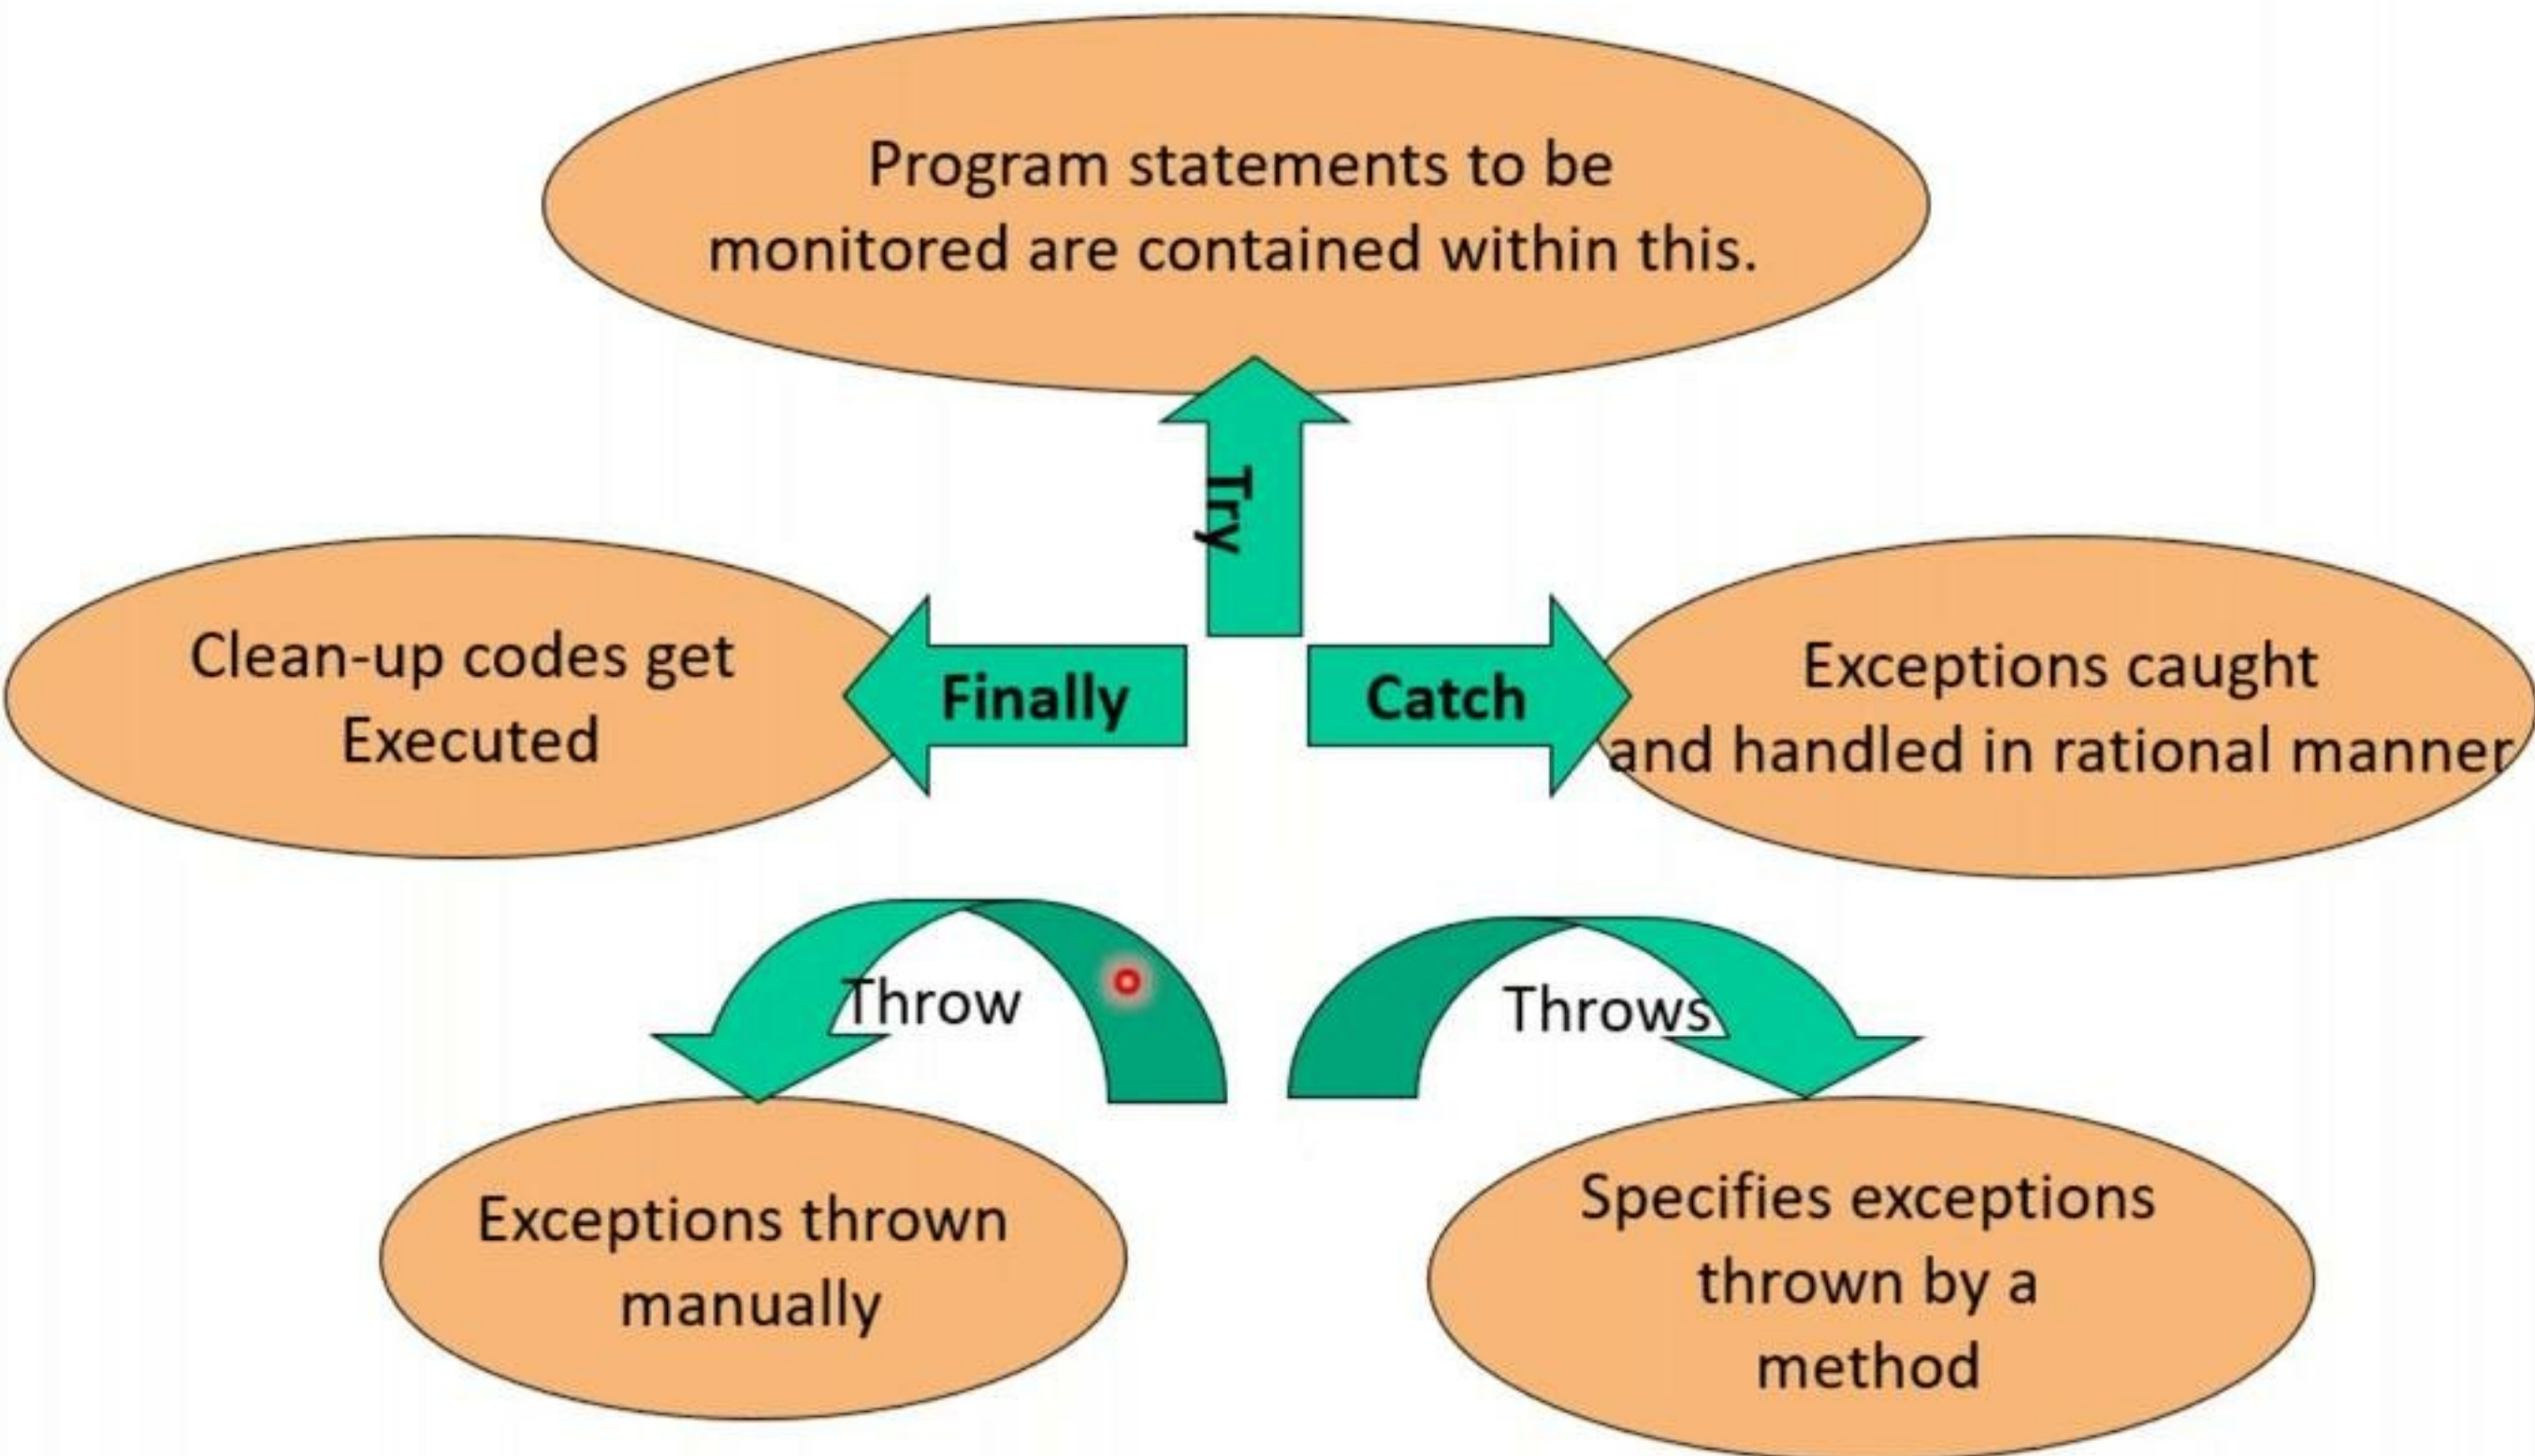 Program statements to be
monitored are contained within this.
Try
Clean-up codes get
Executed
Finally
Catch
Exceptions caught
and handled in rational manner
Throw
Throws
Exceptions thrown
manually
Specifies exceptions
thrown by a
method